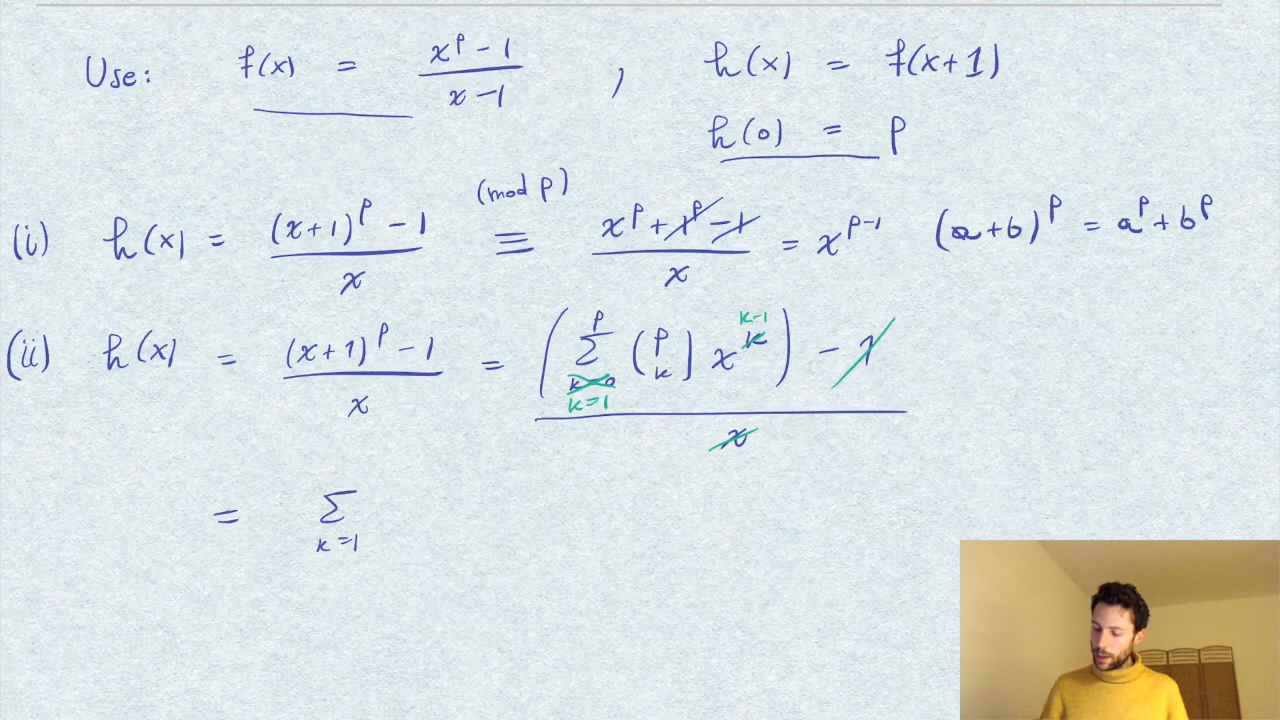 Use: f(x) = (x^p - 1)/(x - 1) , h(x) = f(x+1)
h(0) = p
(i) h(x) = ((x+1)^p - 1)/x ≡ (mod p) (x^p + 1^p - 1)/x = x^{p-1} (a+b)^p = a^p + b^p
(ii) h(x) = ((x+1)^p - 1)/x = ((Σ_{k=0}^{p} (p k) x^k) - 1)/x
k-1
k=1
= Σ_{k=1}